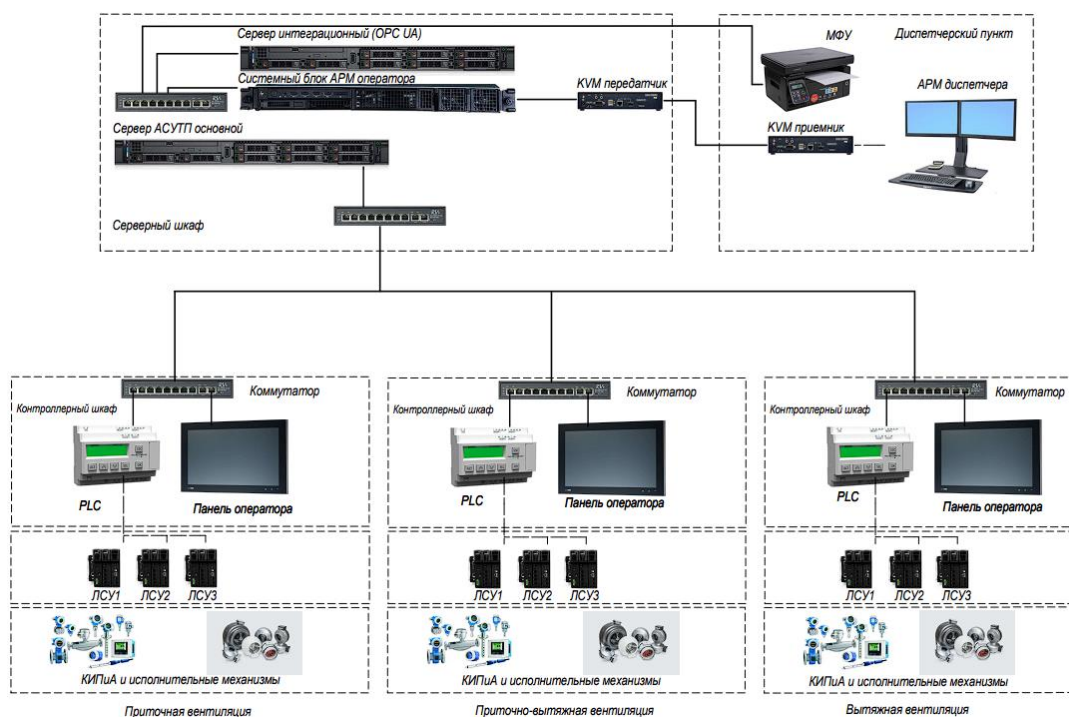 Сервер интеграционный (OPC UA)
Системный блок АРМ оператора
KVM передатчик
Сервер АСУТП основной
Серверный шкаф
МФУ
Диспетчерский пункт
АРМ диспетчера
KVM приемник
Коммутатор
Контроллерный шкаф
PLC
Панель оператора
ЛСУ1
ЛСУ2
ЛСУ3
КИПиА и исполнительные механизмы
Приточная вентиляция
Коммутатор
Контроллерный шкаф
PLC
Панель оператора
ЛСУ1
ЛСУ2
ЛСУ3
КИПиА и исполнительные механизмы
Приточно-вытяжная вентиляция
Коммутатор
Контроллерный шкаф
PLC
Панель оператора
ЛСУ1
ЛСУ2
ЛСУ3
КИПиА и исполнительные механизмы
Вытяжная вентиляция